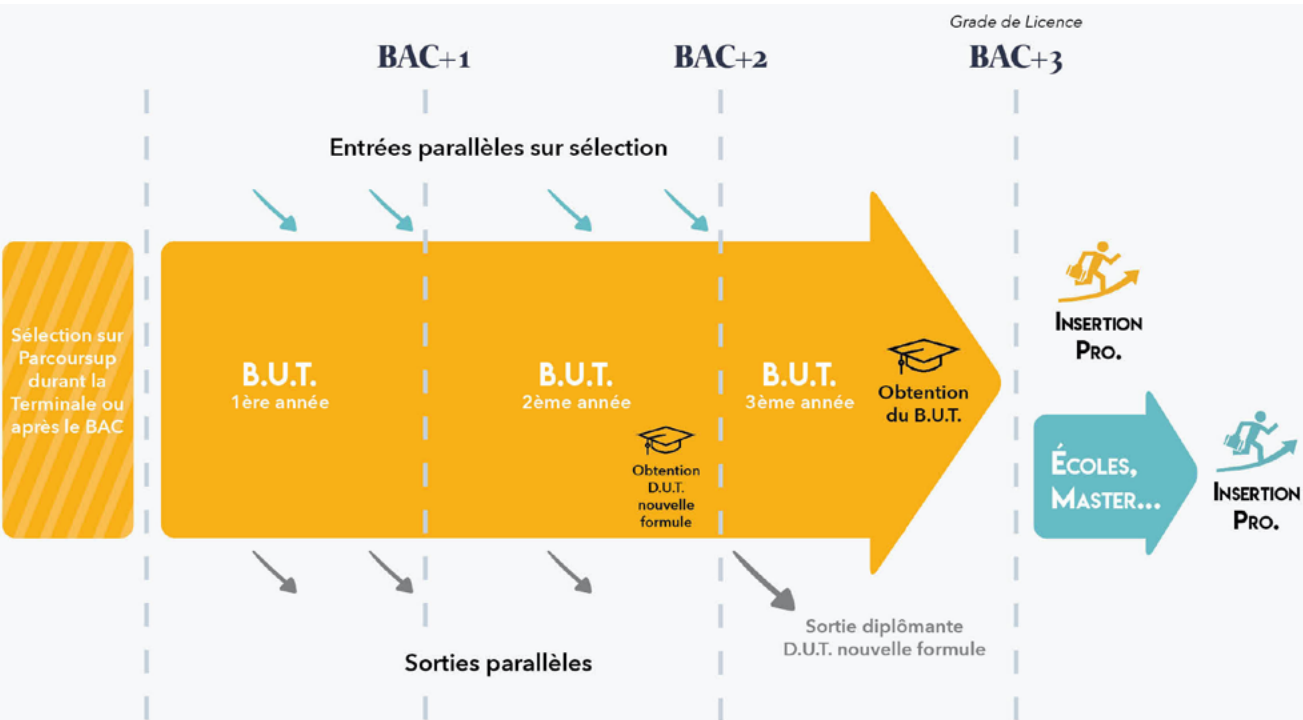 Grade de Licence
BAC+1
BAC+2
BAC+3
Entrées parallèles sur sélection
Sélection sur
Parcoursup
durant la
Terminale ou
après le BAC
B.U.T.
1ère année
B.U.T.
2ème année
Obtention
D.U.T.
nouvelle
formule
B.U.T.
3ème année
Obtention
du B.U.T.
INSERTION
PRO.
ÉCOLES,
MASTER...
INSERTION
PRO.
Sorties parallèles
Sortie diplômante
D.U.T. nouvelle formule